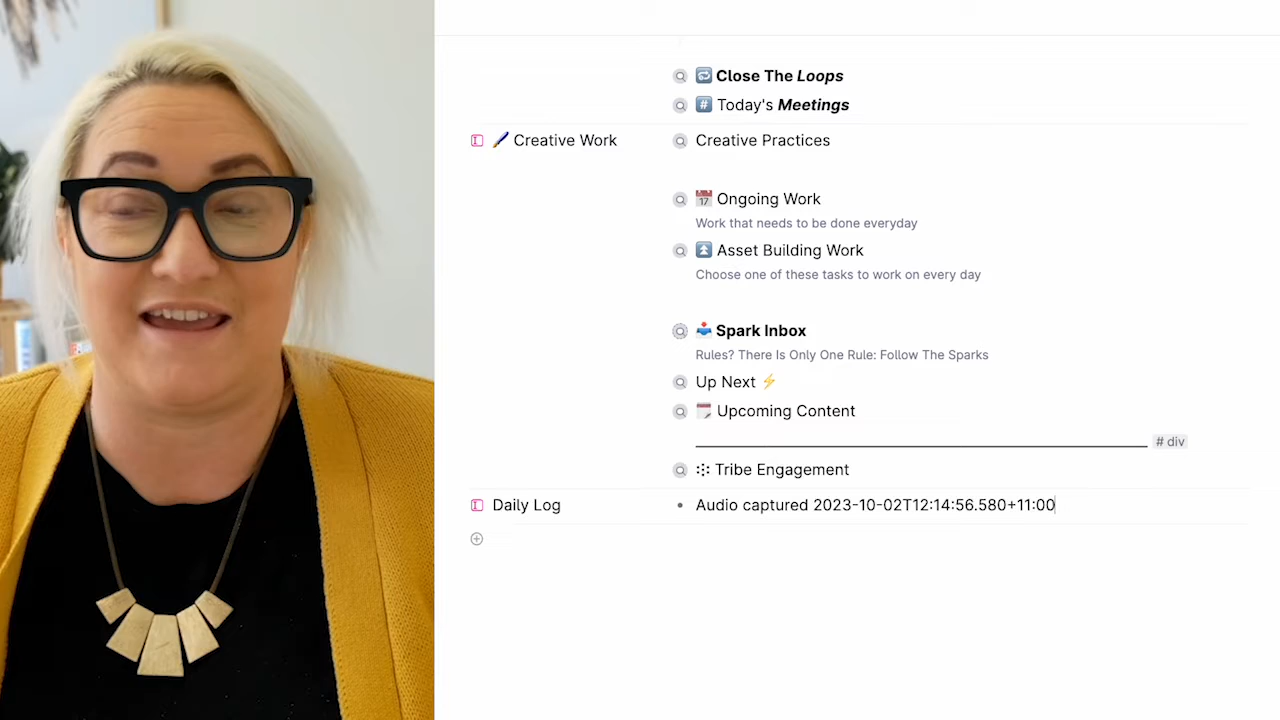 Close The Loops
# Today's Meetings
Creative Work
Creative Practices
Ongoing Work
Work that needs to be done everyday
Asset Building Work
Choose one of these tasks to work on every day
Spark Inbox
Rules? There Is Only One Rule: Follow The Sparks
Up Next ⚡
Upcoming Content
# div
Tribe Engagement
Daily Log
Audio captured 2023-10-02T12:14:56.580+11:00